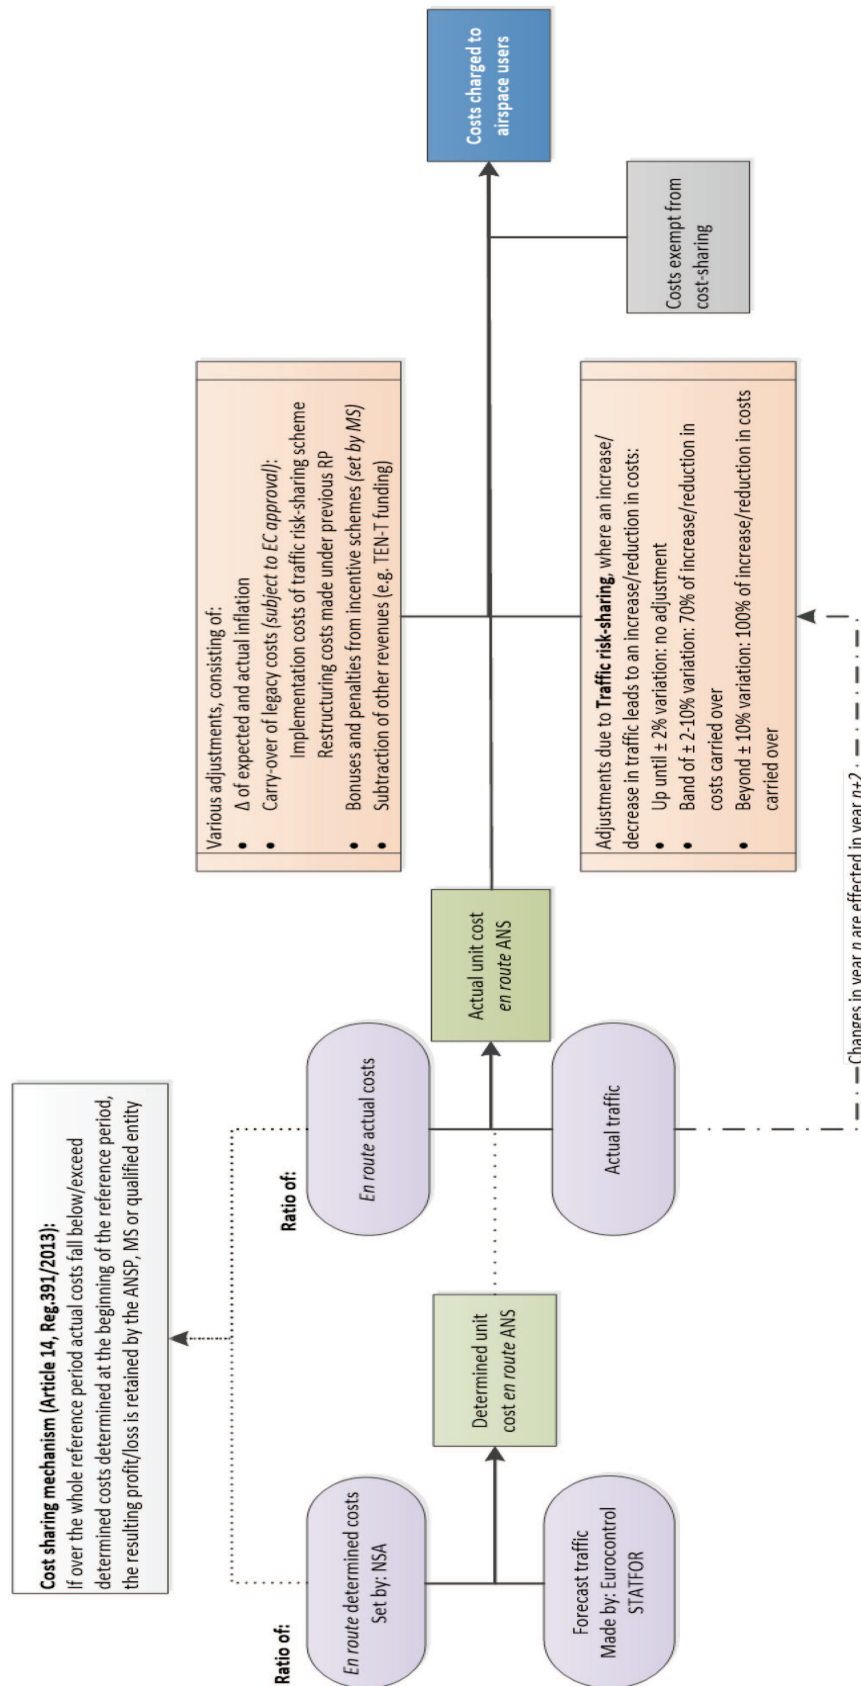 Cost sharing mechanism (Article 14, Reg.391/2013):
If over the whole reference period actual costs fall below/exceed
determined costs determined at the beginning of the reference period,
the resulting profit/loss is retained by the ANSP, MS or qualified entity
Ratio of:
En route determined costs
Set by: NSA
Forecast traffic
Made by: Eurocontrol
STATFOR
Determined unit
cost en route ANS
Ratio of:
En route actual costs
Actual traffic
Actual unit cost
en route ANS
Various adjustments, consisting of:
• Δ of expected and actual inflation
• Carry-over of legacy costs (subject to EC approval):
Implementation costs of traffic risk-sharing scheme
Restructuring costs made under previous RP
• Bonuses and penalties from incentive schemes (set by MS)
• Subtraction of other revenues (e.g. TEN-T funding)
Adjustments due to Traffic risk-sharing, where an increase/
decrease in traffic leads to an increase/reduction in costs:
• Up until ± 2% variation: no adjustment
• Band of ± 2-10% variation: 70% of increase/reduction in
costs carried over
• Beyond ± 10% variation: 100% of increase/reduction in costs
carried over
Changes in year n are effected in year n+2
Costs exempt from
cost-sharing
Costs charged to
airspace users